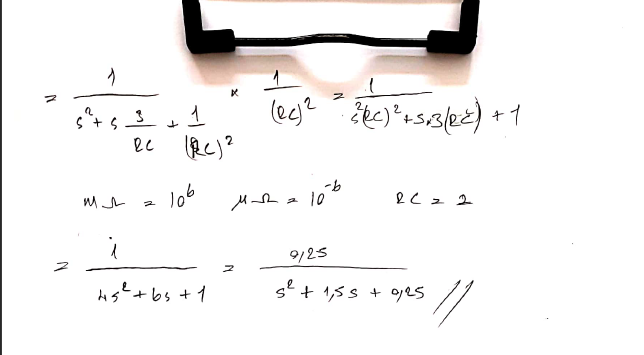 = 1 / (s² + s 3/RC + 1/(RC)²) × 1/(RC)² = 1 / (s²(RC)² + s.3(RC) + 1)
MΩ = 10⁶ μΩ = 10⁻⁶ RC = 2
= 1 / (4s² + 6s + 1) = 0,25 / (s² + 1,5s + 0,25) //